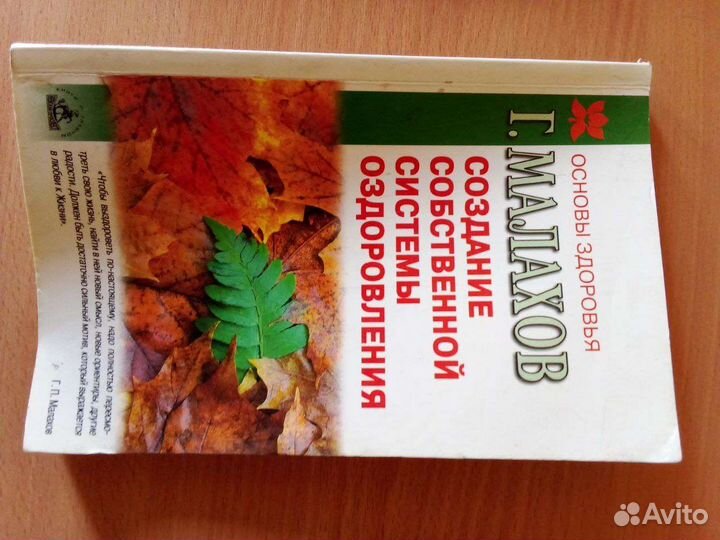 ОСНОВЫ ЗДОРОВЬЯ
Г. МАЛАХОВ
СОЗДАНИЕ
СОБСТВЕННОЙ
СИСТЕМЫ
ОЗДОРОВЛЕНИЯ
«Чтобы выздороветь по-настоящему, надо полностью пересмо-
треть свою жизнь, найти в ней новый смысл, новые ориентиры, другие
радости. Должен быть достаточно сильный мотив, который выражается
в любви к Жизни».
Г. П. Малахов
Avito